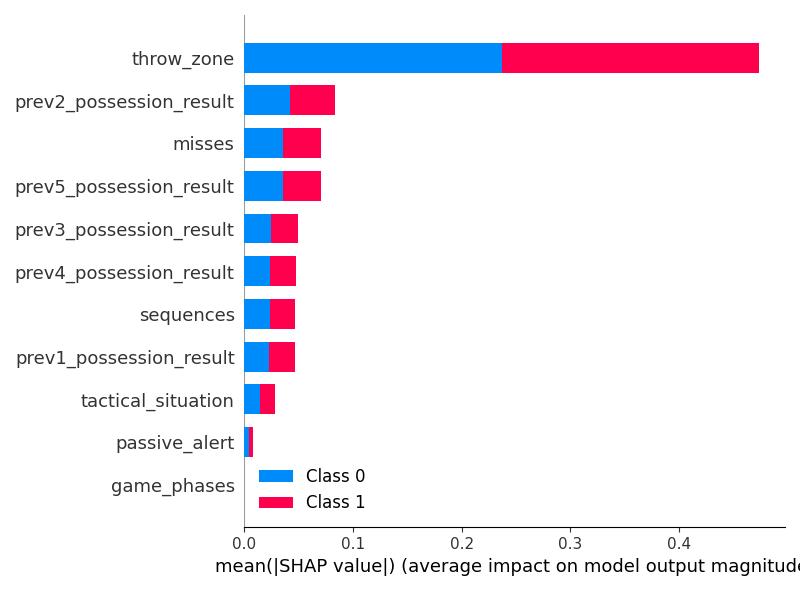 throw_zone
prev2_possession_result
misses
prev5_possession_result
prev3_possession_result
prev4_possession_result
sequences
prev1_possession_result
tactical_situation
passive_alert
game_phases
Class 0
Class 1
0.0 0.1 0.2 0.3 0.4
mean(|SHAP value|) (average impact on model output magnitude